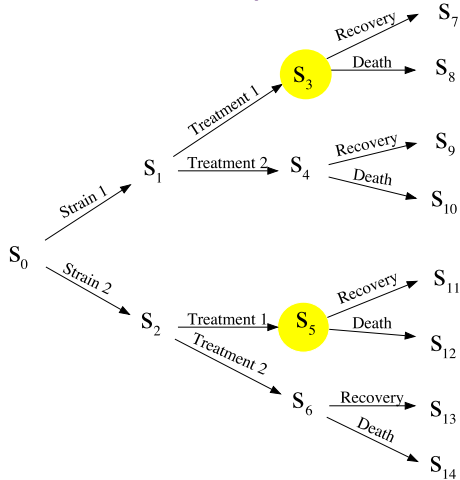 S7
Recovery
S3
Death
S8
Treatment 1
Recovery
S9
S1
Treatment 2
S4
Death
S10
Strain 1
S0
Strain 2
Recovery
S11
S2
Treatment 1
S5
Death
S12
Treatment 2
S6
Recovery
S13
Death
S14